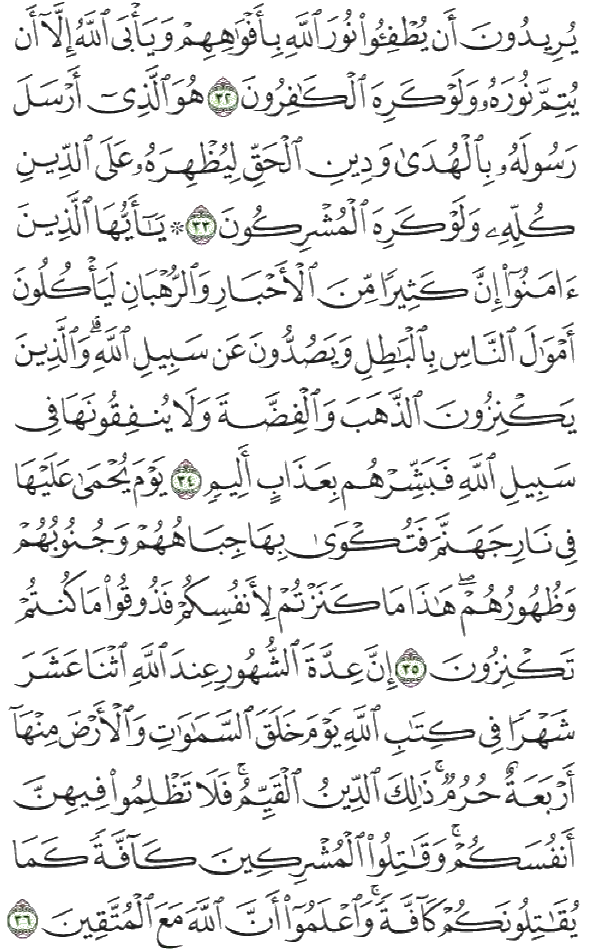 يُرِيدُونَ أَن يُطْفِـُٔوا۟ نُورَ ٱللَّهِ بِأَفْوَٰهِهِمْ وَيَأْبَى ٱللَّهُ إِلَّآ أَن
يُتِمَّ نُورَهُۥ وَلَوْ كَرِهَ ٱلْكَـٰفِرُونَ ٣٢ هُوَ ٱلَّذِىٓ أَرْسَلَ
رَسُولَهُۥ بِٱلْهُدَىٰ وَدِينِ ٱلْحَقِّ لِيُظْهِرَهُۥ عَلَى ٱلدِّينِ
كُلِّهِۦ وَلَوْ كَرِهَ ٱلْمُشْرِكُونَ ٣٣ ۞ يَـٰٓأَيُّهَا ٱلَّذِينَ
ءَامَنُوٓا۟ إِنَّ كَثِيرًا مِّنَ ٱلْأَحْبَارِ وَٱلرُّهْبَانِ لَيَأْكُلُونَ
أَمْوَٰلَ ٱلنَّاسِ بِٱلْبَـٰطِلِ وَيَصُدُّونَ عَن سَبِيلِ ٱللَّهِ ۗ وَٱلَّذِينَ
يَكْنِزُونَ ٱلذَّهَبَ وَٱلْفِضَّةَ وَلَا يُنفِقُونَهَا فِى
سَبِيلِ ٱللَّهِ فَبَشِّرْهُم بِعَذَابٍ أَلِيمٍ ٣٤ يَوْمَ يُحْمَىٰ عَلَيْهَا
فِى نَارِ جَهَنَّمَ فَتُكْوَىٰ بِهَا جِبَاهُهُمْ وَجُنُوبُهُمْ
وَظُهُورُهُمْ ۖ هَـٰذَا مَا كَنَزْتُمْ لِأَنفُسِكُمْ فَذُوقُوا۟ مَا كُنتُمْ
تَكْنِزُونَ ٣٥ إِنَّ عِدَّةَ ٱلشُّهُورِ عِندَ ٱللَّهِ ٱثْنَا عَشَرَ
شَهْرًا فِى كِتَـٰبِ ٱللَّهِ يَوْمَ خَلَقَ ٱلسَّمَـٰوَٰتِ وَٱلْأَرْضَ مِنْهَآ
أَرْبَعَةٌ حُرُمٌ ۚ ذَٰلِكَ ٱلدِّينُ ٱلْقَيِّمُ ۚ فَلَا تَظْلِمُوا۟ فِيهِنَّ
أَنفُسَكُمْ ۚ وَقَـٰتِلُوا۟ ٱلْمُشْرِكِينَ كَآفَّةً كَمَا
يُقَـٰتِلُونَكُمْ كَآفَّةً ۚ وَٱعْلَمُوٓا۟ أَنَّ ٱللَّهَ مَعَ ٱلْمُتَّقِينَ ٣٦